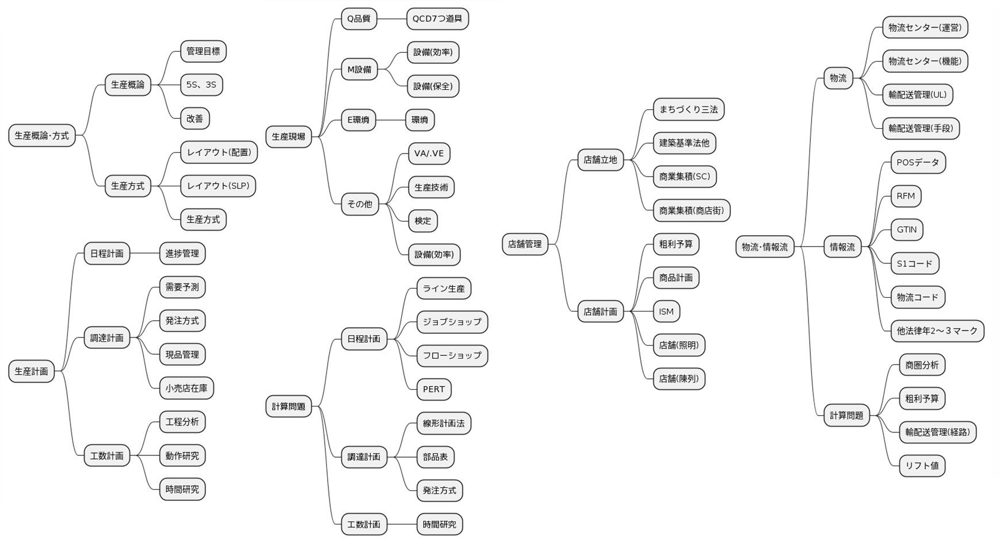 生産概論･方式
生産概論
管理目標
5S、3S
改善
生産方式
レイアウト(配置)
レイアウト(SLP)
生産方式
生産計画
日程計画
進捗管理
調達計画
需要予測
発注方式
現品管理
小売店在庫
工数計画
工程分析
動作研究
時間研究
生産現場
Q品質
QCD7つ道具
M設備
設備(効率)
設備(保全)
E環境
環境
その他
VA/.VE
生産技術
検定
設備(効率)
計算問題
日程計画
ライン生産
ジョブショップ
フローショップ
PERT
調達計画
線形計画法
部品表
発注方式
工数計画
時間研究
店舗管理
店舗立地
まちづくり三法
建築基準法他
商業集積(SC)
商業集積(商店街)
店舗計画
粗利予算
商品計画
ISM
店舗(照明)
店舗(陳列)
物流･情報流
物流
物流センター(運営)
物流センター(機能)
輸配送管理(UL)
輸配送管理(手段)
情報流
POSデータ
RFM
GTIN
S1コード
物流コード
他法律年2～３マーク
計算問題
商圏分析
粗利予算
輸配送管理(経路)
リフト値